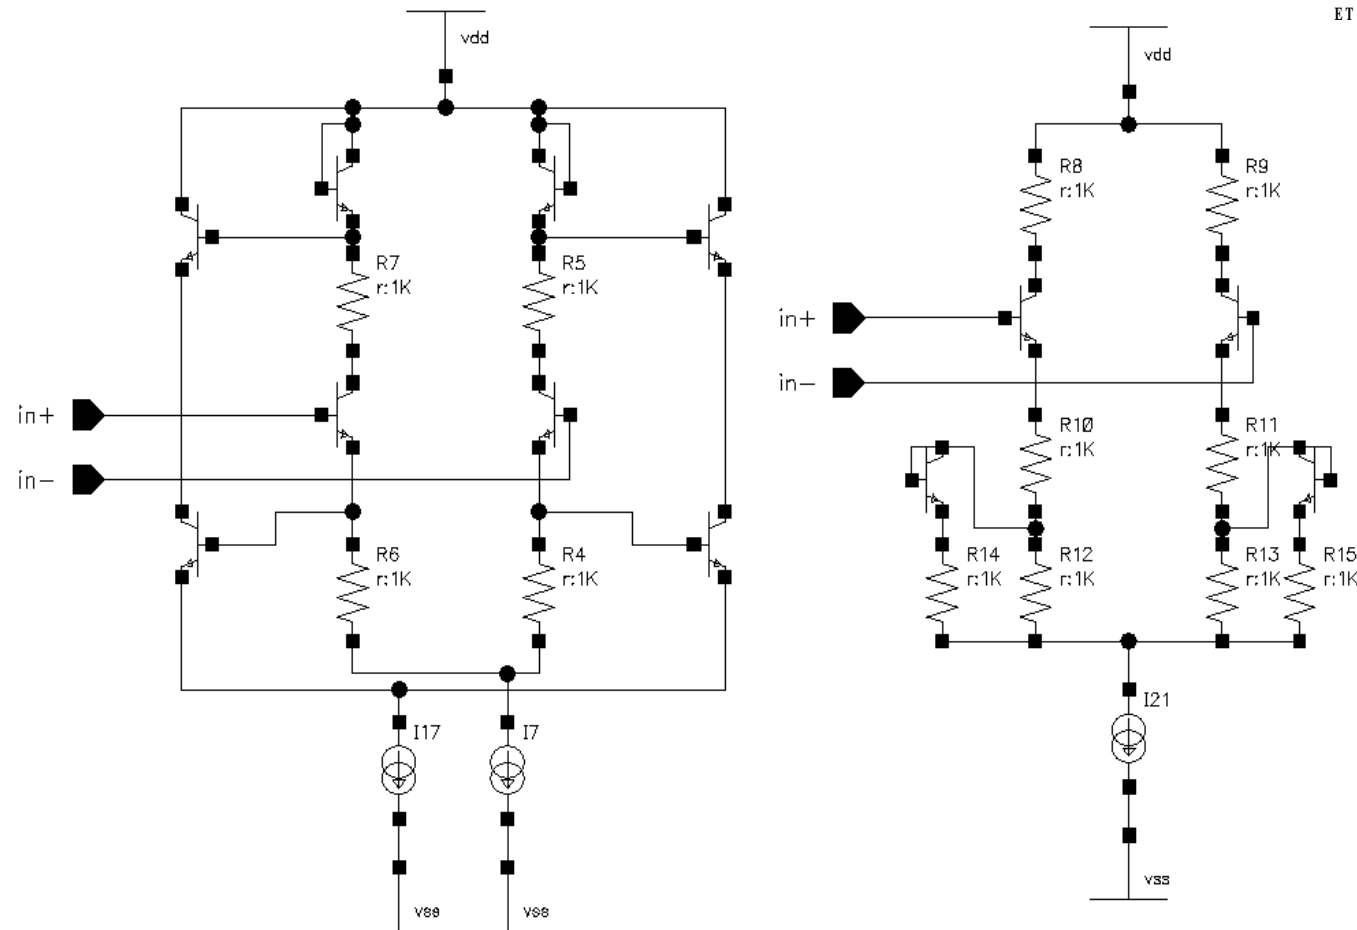 ET
vdd
vdd
R8
r:1K
R9
r:1K
R7
r:1K
R5
r:1K
in+
in-
in+
in-
R10
r:1K
R11
r:1K
R6
r:1K
R4
r:1K
R14
r:1K
R12
r:1K
R13
r:1K
R15
r:1K
I17
I7
I21
vss
vss
vss